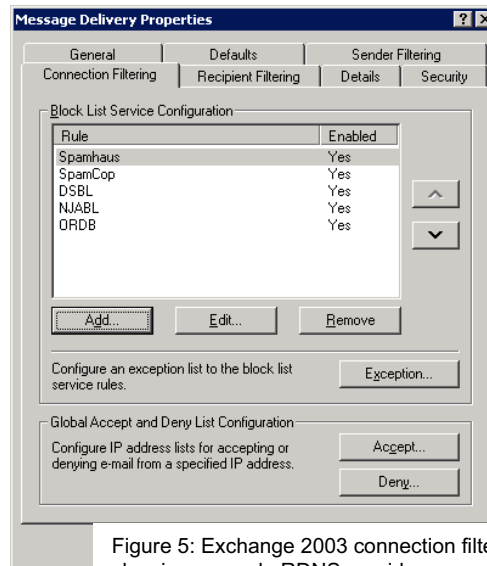 Message Delivery Properties
General Defaults Sender Filtering
Connection Filtering Recipient Filtering Details Security
Block List Service Configuration
Rule Enabled
Spamhaus Yes
SpamCop Yes
DSBL Yes
NJABL Yes
ORDB Yes
Add... Edit... Remove
Configure an exception list to the block list
service rules.
Exception...
Global Accept and Deny List Configuration
Configure IP address lists for accepting or
denying e-mail from a specified IP address.
Accept...
Deny...
Figure 5: Exchange 2003 connection